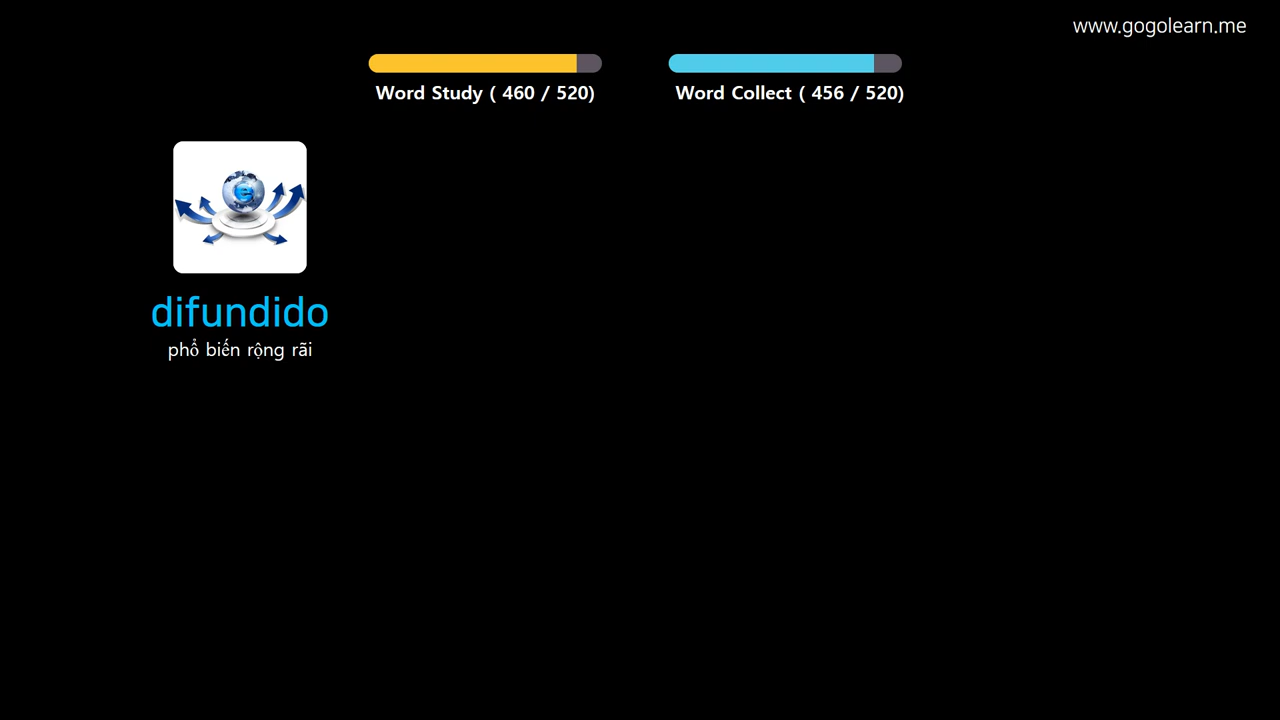 www.gogolearn.me
Word Study ( 460 / 520)
Word Collect ( 456 / 520)
e
difundido
phổ biến rộng rãi